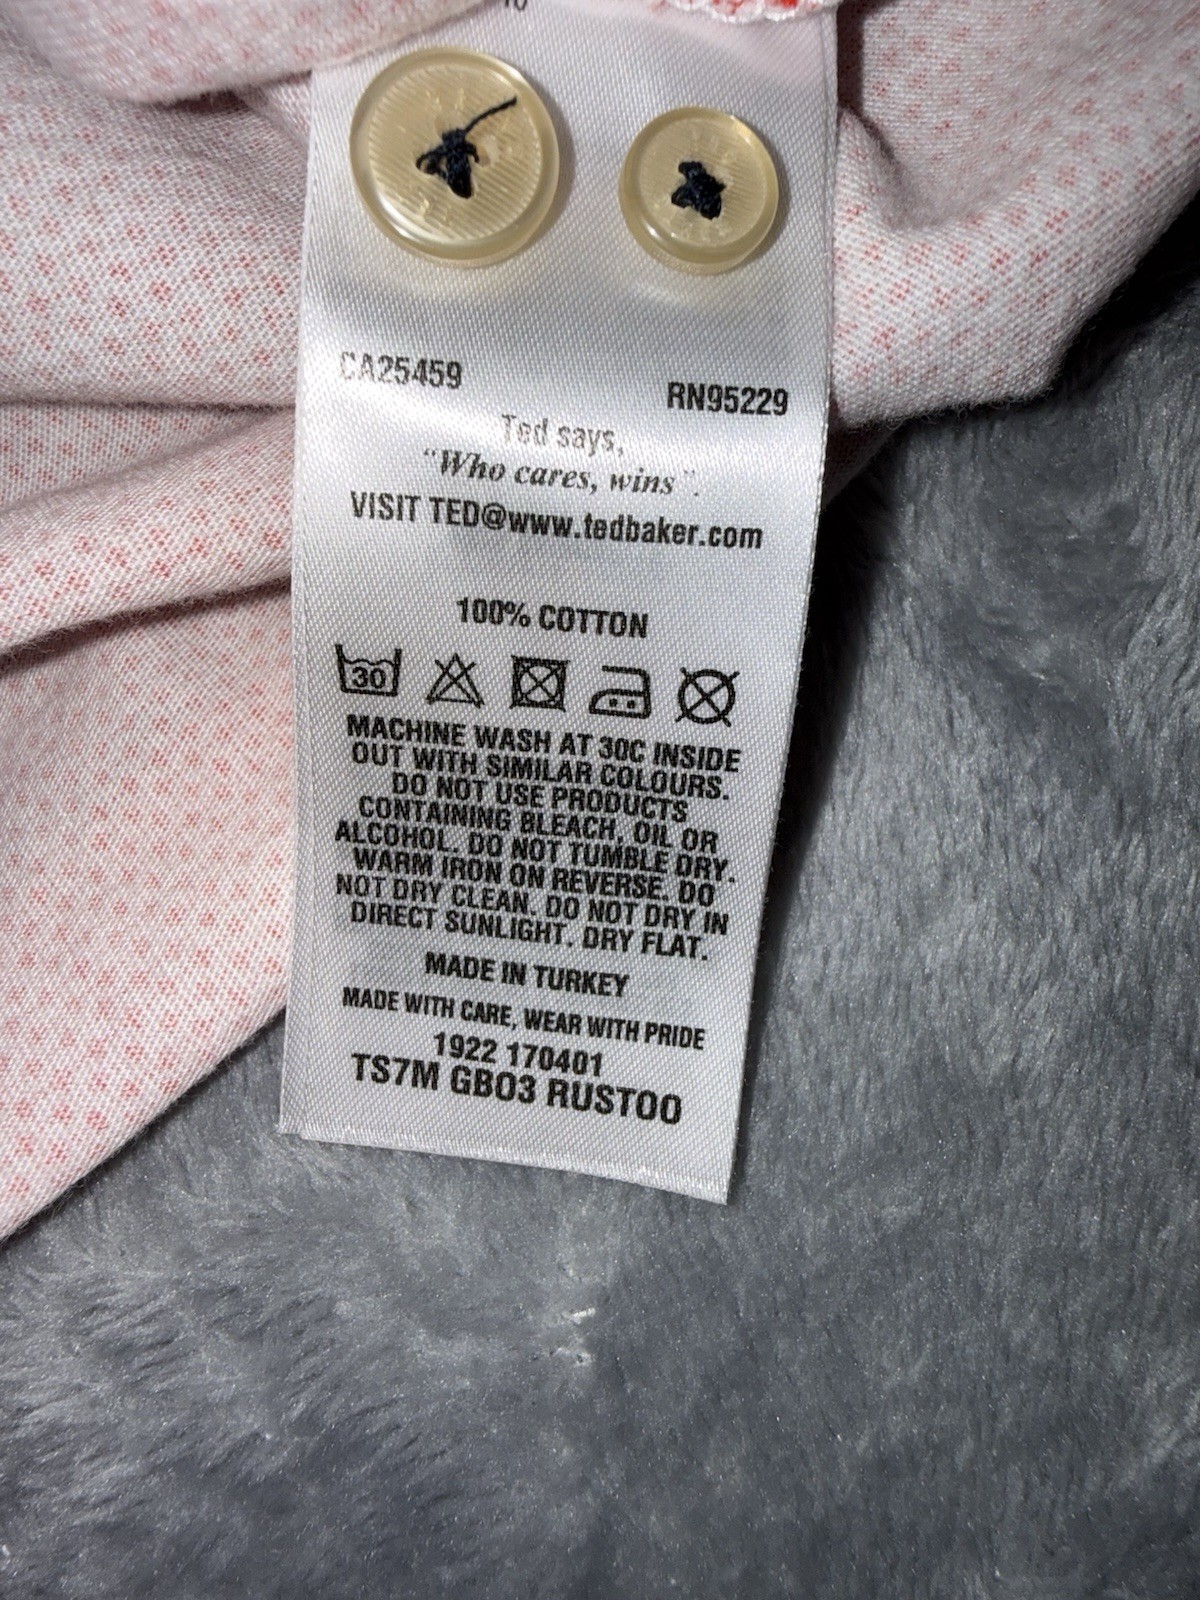 CA25459
RN95229
Ted says,
"Who cares, wins".
VISIT TED@www.tedbaker.com
100% COTTON
30
MACHINE WASH AT 30C INSIDE
OUT WITH SIMILAR COLOURS.
DO NOT USE PRODUCTS
CONTAINING BLEACH, OIL OR
ALCOHOL. DO NOT TUMBLE DRY.
WARM IRON ON REVERSE. DO
NOT DRY CLEAN. DO NOT DRY IN
DIRECT SUNLIGHT. DRY FLAT.
MADE IN TURKEY
MADE WITH CARE, WEAR WITH PRIDE
1922 170401
TS7M GB03 RUSTOO